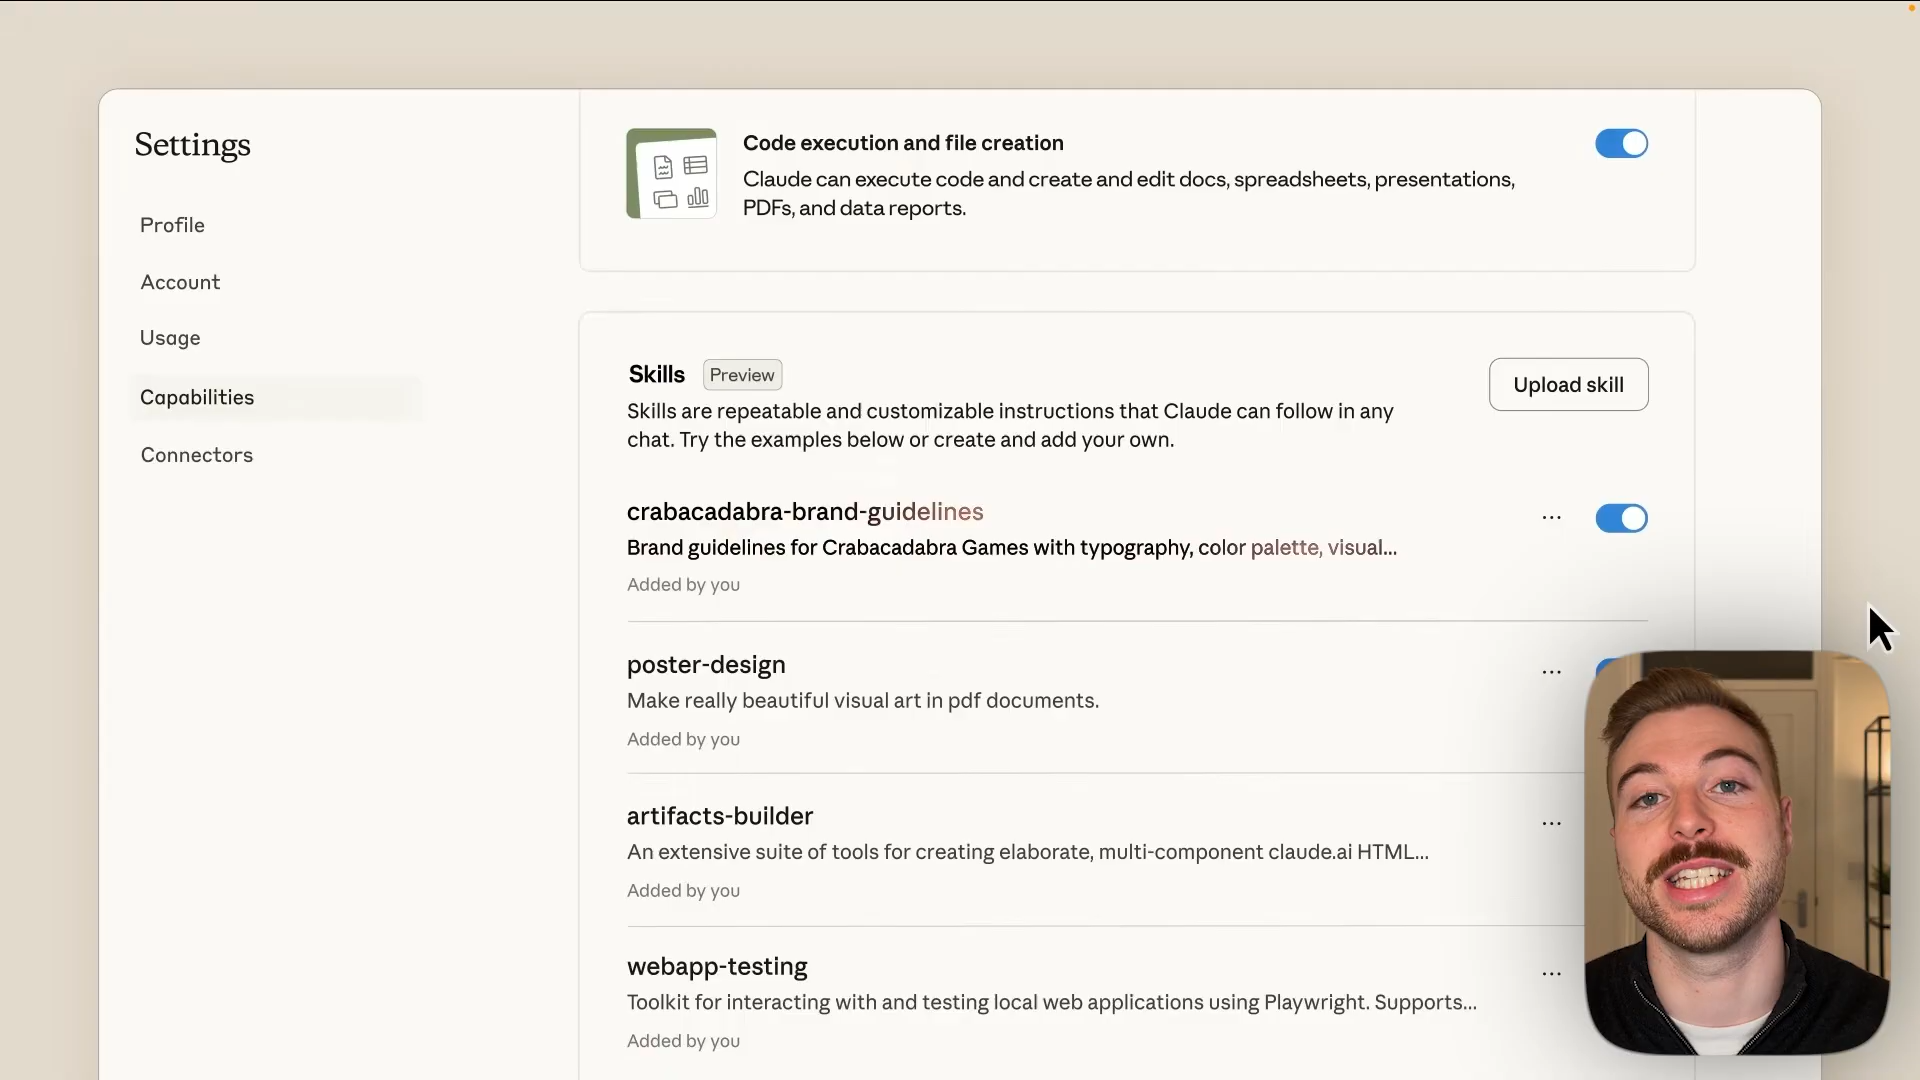 Settings
Profile
Account
Usage
Capabilities
Connectors
Code execution and file creation
Claude can execute code and create and edit docs, spreadsheets, presentations,
PDFs, and data reports.
Skills Preview
Upload skill
Skills are repeatable and customizable instructions that Claude can follow in any
chat. Try the examples below or create and add your own.
crabacadabra-brand-guidelines
Brand guidelines for Crabacadabra Games with typography, color palette, visual...
Added by you
poster-design
Make really beautiful visual art in pdf documents.
Added by you
artifacts-builder
An extensive suite of tools for creating elaborate, multi-component claude.ai HTML...
Added by you
webapp-testing
Toolkit for interacting with and testing local web applications using Playwright. Supports...
Added by you